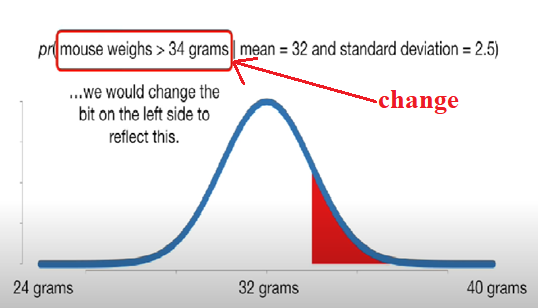 pr( mouse weighs > 34 grams | mean = 32 and standard deviation = 2.5)
...we would change the
bit on the left side to
reflect this.
change
24 grams
32 grams
40 grams